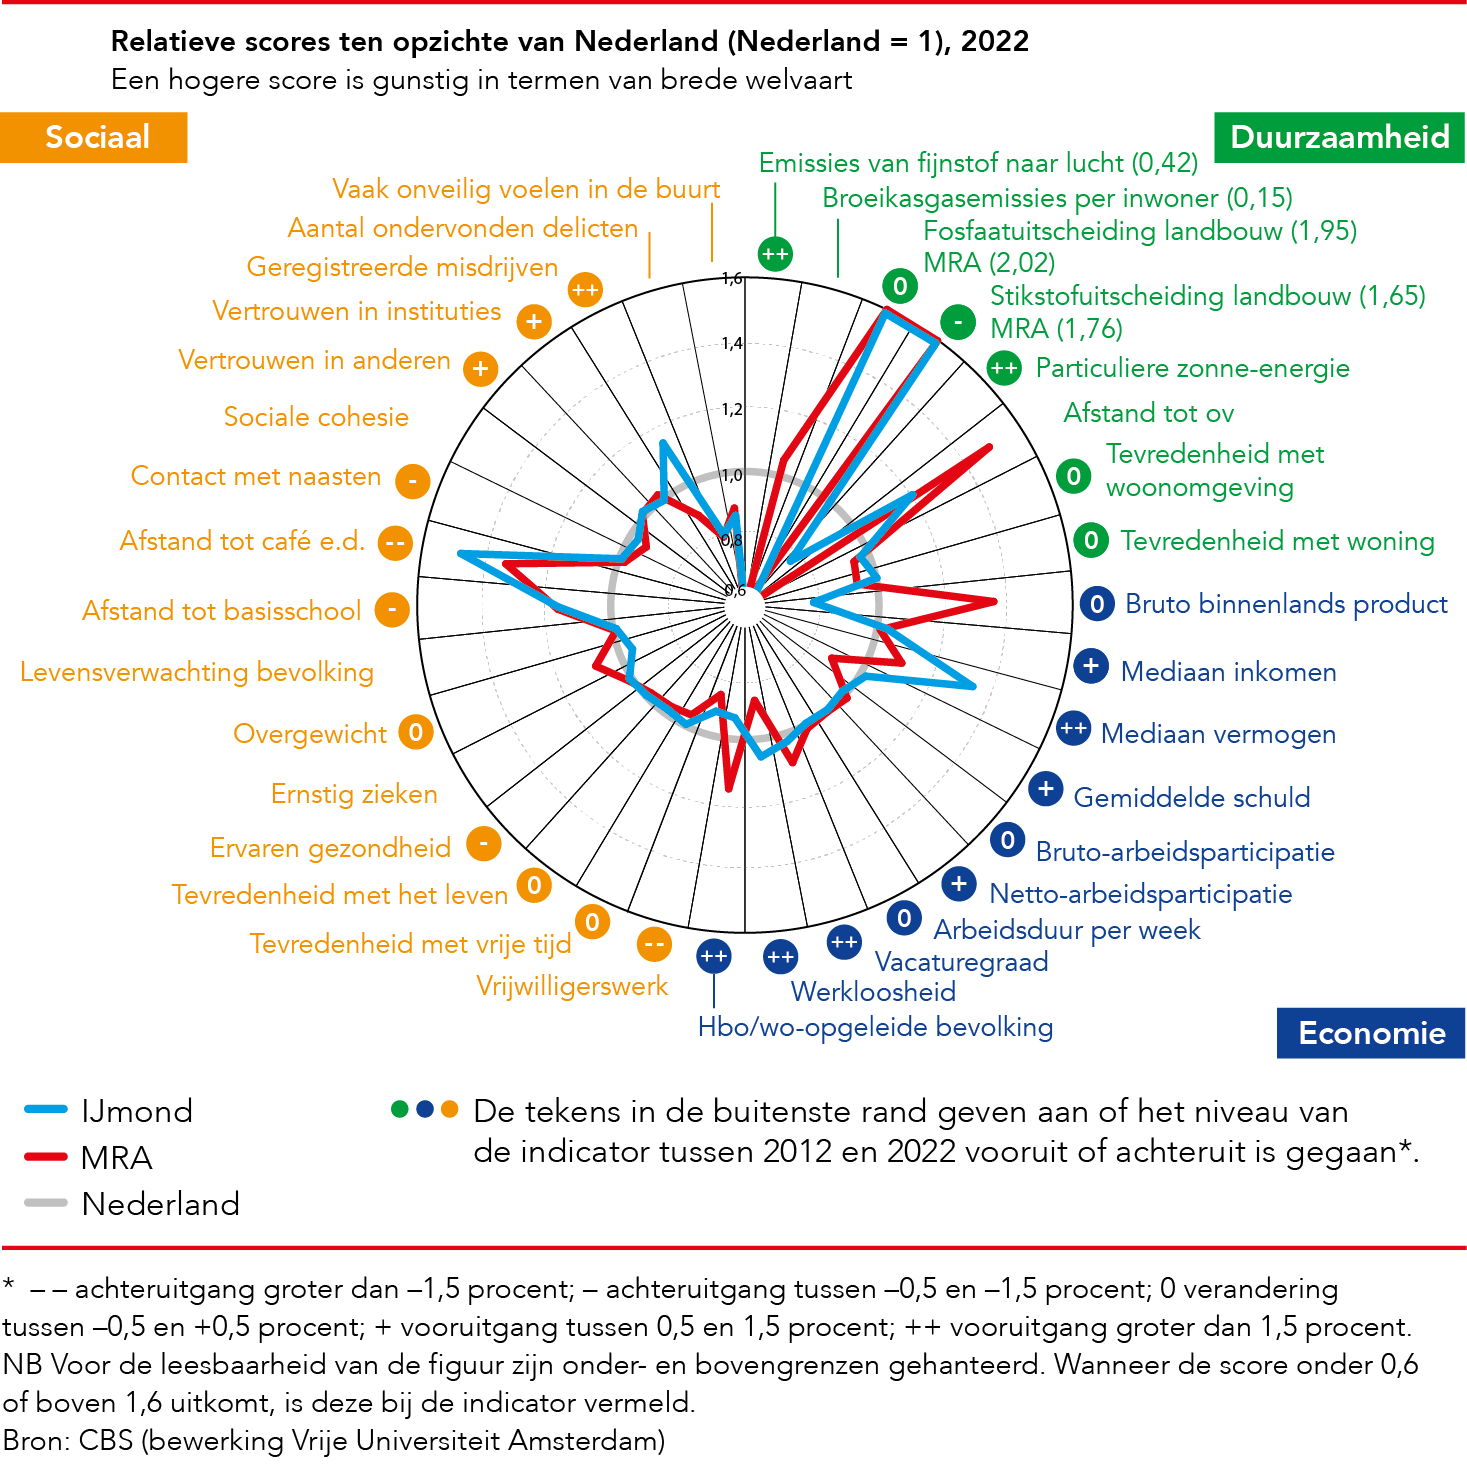 Relatieve scores ten opzichte van Nederland (Nederland = 1), 2022
Een hogere score is gunstig in termen van brede welvaart
Sociaal
Duurzaamheid
Emissies van fijnstof naar lucht (0,42)
++
Broeikasgasemissies per inwoner (0,15)
Fosfaatuitscheiding landbouw (1,95)
MRA (2,02)
0
Stikstofuitscheiding landbouw (1,65)
MRA (1,76)
-
++ Particuliere zonne-energie
Afstand tot ov
Tevredenheid met
woonomgeving
0
0 Tevredenheid met woning
0 Bruto binnenlands product
+ Mediaan inkomen
++ Mediaan vermogen
+ Gemiddelde schuld
0 Bruto-arbeidsparticipatie
+ Netto-arbeidsparticipatie
0 Arbeidsduur per week
++ Vacaturegraad
++ Werkloosheid
++ Hbo/wo-opgeleide bevolking
Economie
Vaak onveilig voelen in de buurt
Aantal ondervonden delicten
Geregistreerde misdrijven ++
Vertrouwen in instituties +
Vertrouwen in anderen +
Sociale cohesie
Contact met naasten -
Afstand tot café e.d. --
Afstand tot basisschool -
Levensverwachting bevolking
Overgewicht 0
Ernstig zieken
Ervaren gezondheid -
Tevredenheid met het leven 0
Tevredenheid met vrije tijd 0
Vrijwilligerswerk --
1,6
1,4
1,2
1,0
0,8
0,6
IJmond
MRA
Nederland
De tekens in de buitenste rand geven aan of het niveau van
de indicator tussen 2012 en 2022 vooruit of achteruit is gegaan*.
* – – achteruitgang groter dan –1,5 procent; – achteruitgang tussen –0,5 en –1,5 procent; 0 verandering
tussen –0,5 en +0,5 procent; + vooruitgang tussen 0,5 en 1,5 procent; ++ vooruitgang groter dan 1,5 procent.
NB Voor de leesbaarheid van de figuur zijn onder- en bovengrenzen gehanteerd. Wanneer de score onder 0,6
of boven 1,6 uitkomt, is deze bij de indicator vermeld.
Bron: CBS (bewerking Vrije Universiteit Amsterdam)